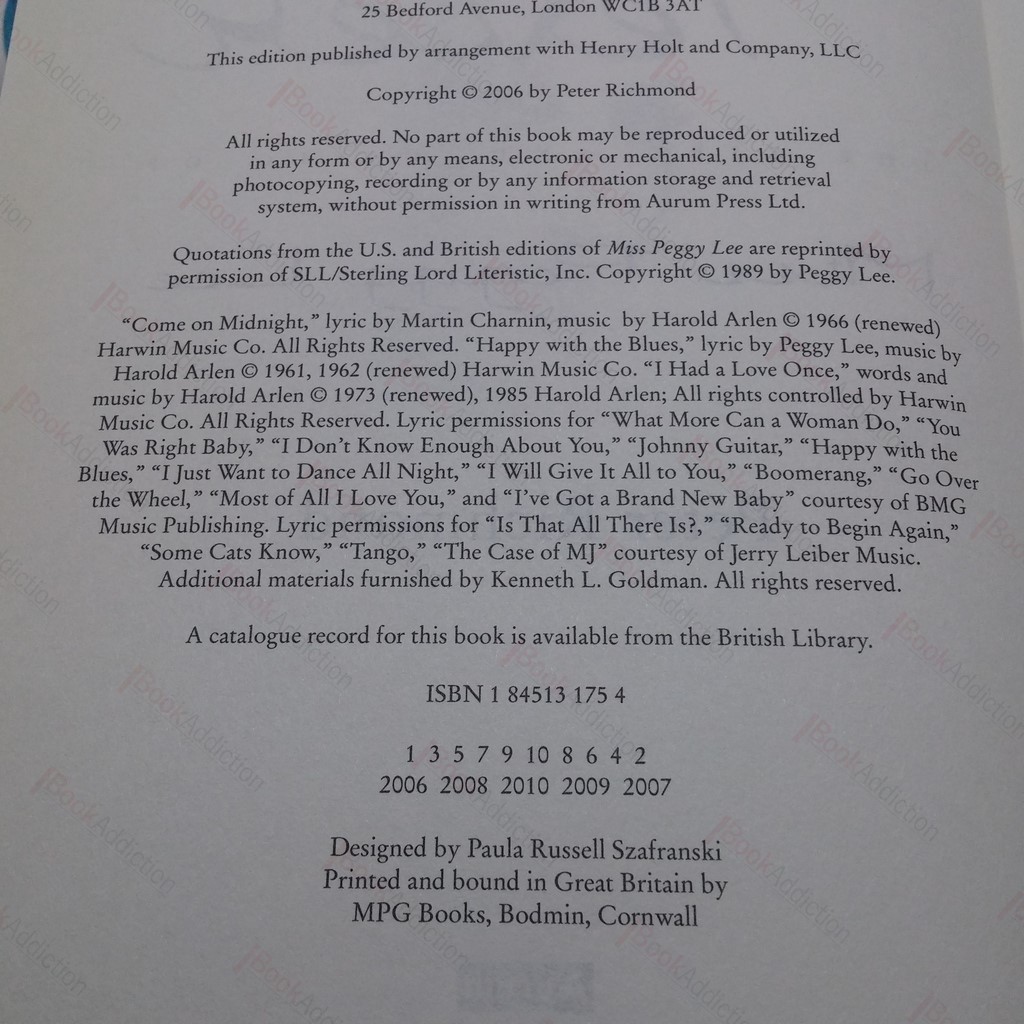 25 Bedford Avenue, London WC1B 3AT
This edition published by arrangement with Henry Holt and Company, LLC
Copyright © 2006 by Peter Richmond
All rights reserved. No part of this book may be reproduced or utilized
in any form or by any means, electronic or mechanical, including
photocopying, recording or by any information storage and retrieval
system, without permission in writing from Aurum Press Ltd.
Quotations from the U.S. and British editions of Miss Peggy Lee are reprinted by
permission of SLL/Sterling Lord Literistic, Inc. Copyright © 1989 by Peggy Lee.
“Come on Midnight,” lyric by Martin Charnin, music by Harold Arlen © 1966 (renewed)
Harwin Music Co. All Rights Reserved. “Happy with the Blues,” lyric by Peggy Lee, music by
Harold Arlen © 1961, 1962 (renewed) Harwin Music Co. “I Had a Love Once,” words and
music by Harold Arlen © 1973 (renewed), 1985 Harold Arlen; All rights controlled by Harwin
Music Co. All Rights Reserved. Lyric permissions for “What More Can a Woman Do,” “You
Was Right Baby,” “I Don’t Know Enough About You,” “Johnny Guitar,” “Happy with the
Blues,” “I Just Want to Dance All Night,” “I Will Give It All to You,” “Boomerang,” “Go Over
the Wheel,” “Most of All I Love You,” and “I’ve Got a Brand New Baby” courtesy of BMG
Music Publishing. Lyric permissions for “Is That All There Is?,” “Ready to Begin Again,”
“Some Cats Know,” “Tango,” “The Case of MJ” courtesy of Jerry Leiber Music.
Additional materials furnished by Kenneth L. Goldman. All rights reserved.
A catalogue record for this book is available from the British Library.
ISBN 1 84513 175 4
1 3 5 7 9 10 8 6 4 2
2006 2008 2010 2009 2007
Designed by Paula Russell Szafranski
Printed and bound in Great Britain by
MPG Books, Bodmin, Cornwall
BookAddiction